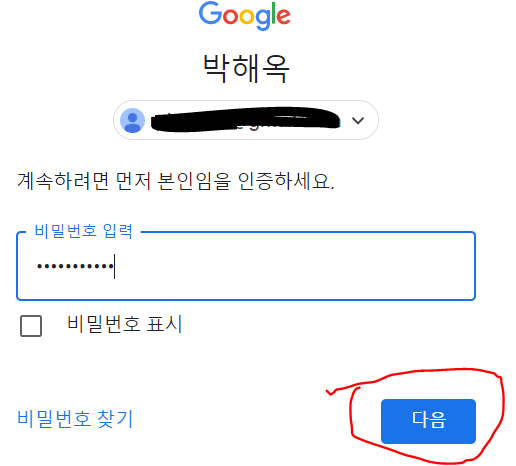 Google
박해옥
계속하려면 먼저 본인임을 인증하세요.
비밀번호 입력
•••••••••••
비밀번호 표시
비밀번호 찾기
다음